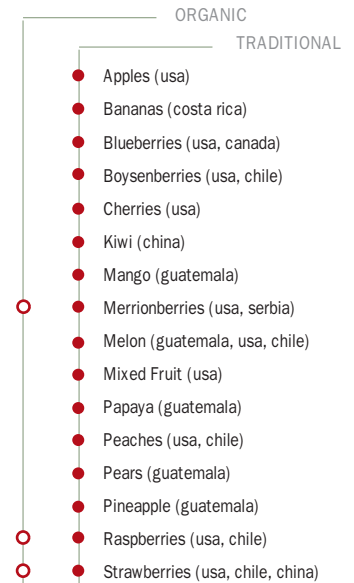 ORGANIC
TRADITIONAL
Apples (usa)
Bananas (costa rica)
Blueberries (usa, canada)
Boysenberries (usa, chile)
Cherries (usa)
Kiwi (china)
Mango (guatemala)
Merrionberries (usa, serbia)
Melon (guatemala, usa, chile)
Mixed Fruit (usa)
Papaya (guatemala)
Peaches (usa, chile)
Pears (guatemala)
Pineapple (guatemala)
Raspberries (usa, chile)
Strawberries (usa, chile, china)